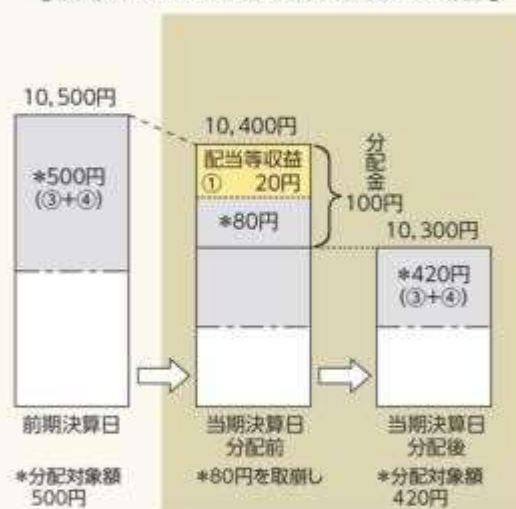 10,500円
*500円
(③+④)
前期決算日
*分配対象額
500円
10,400円
配当等収益
① 20円
*80円
分配金
100円
当期決算日
分配前
*80円を取崩し
10,300円
*420円
(③+④)
当期決算日
分配後
*分配対象額
420円